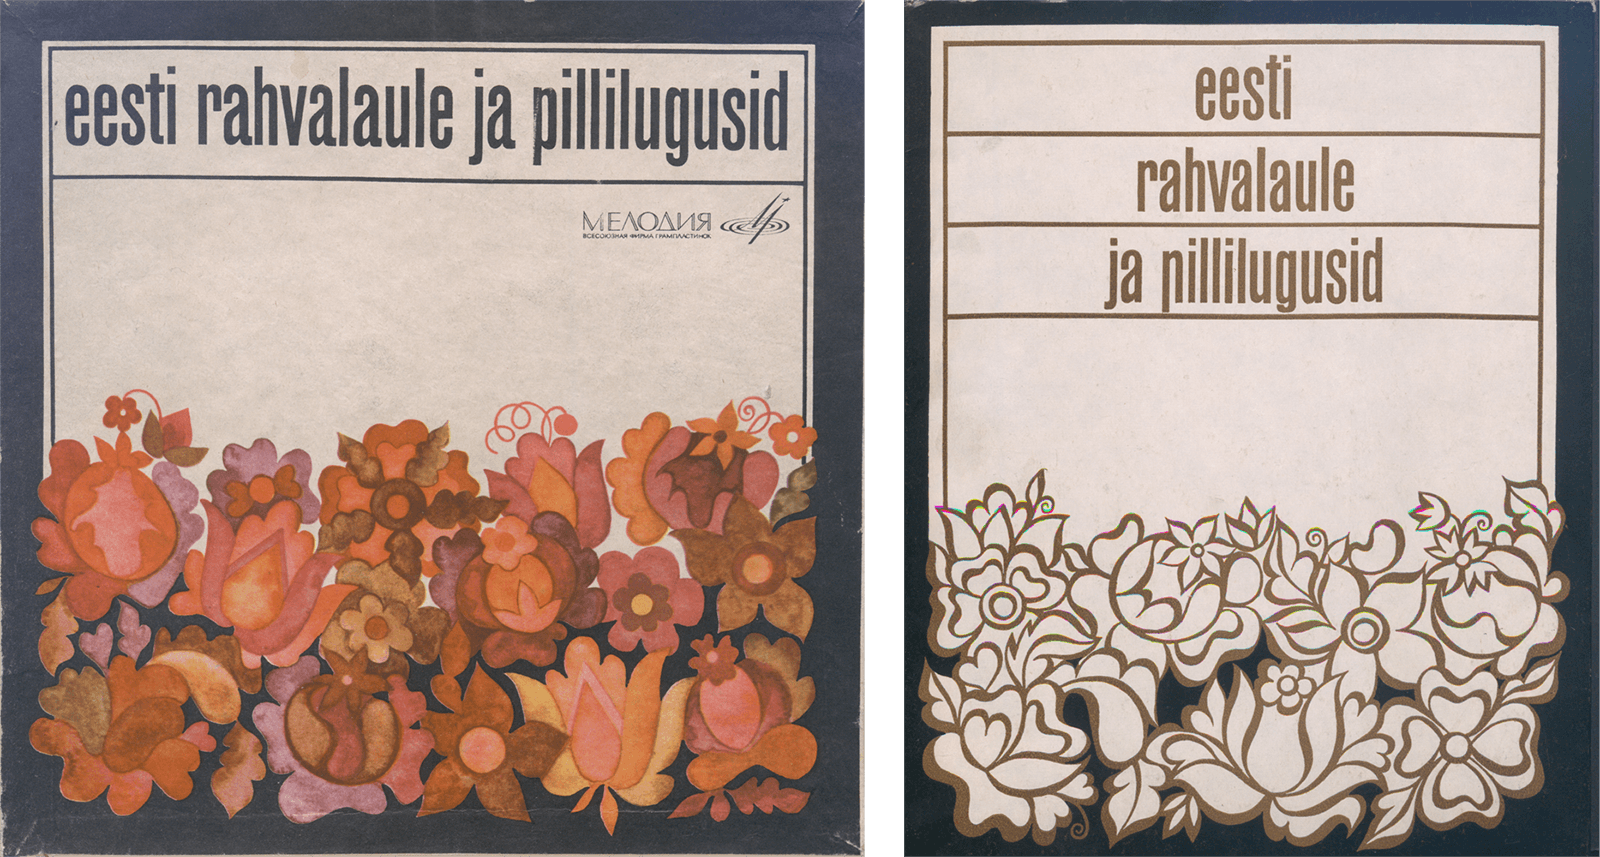 eesti rahvalaule ja pillilugusid
МЕЛОДИЯ
ВСЕСОЮЗНАЯ ФИРМА ГРАМПЛАСТИНОК
eesti
rahvalaule
ja pillilugusid